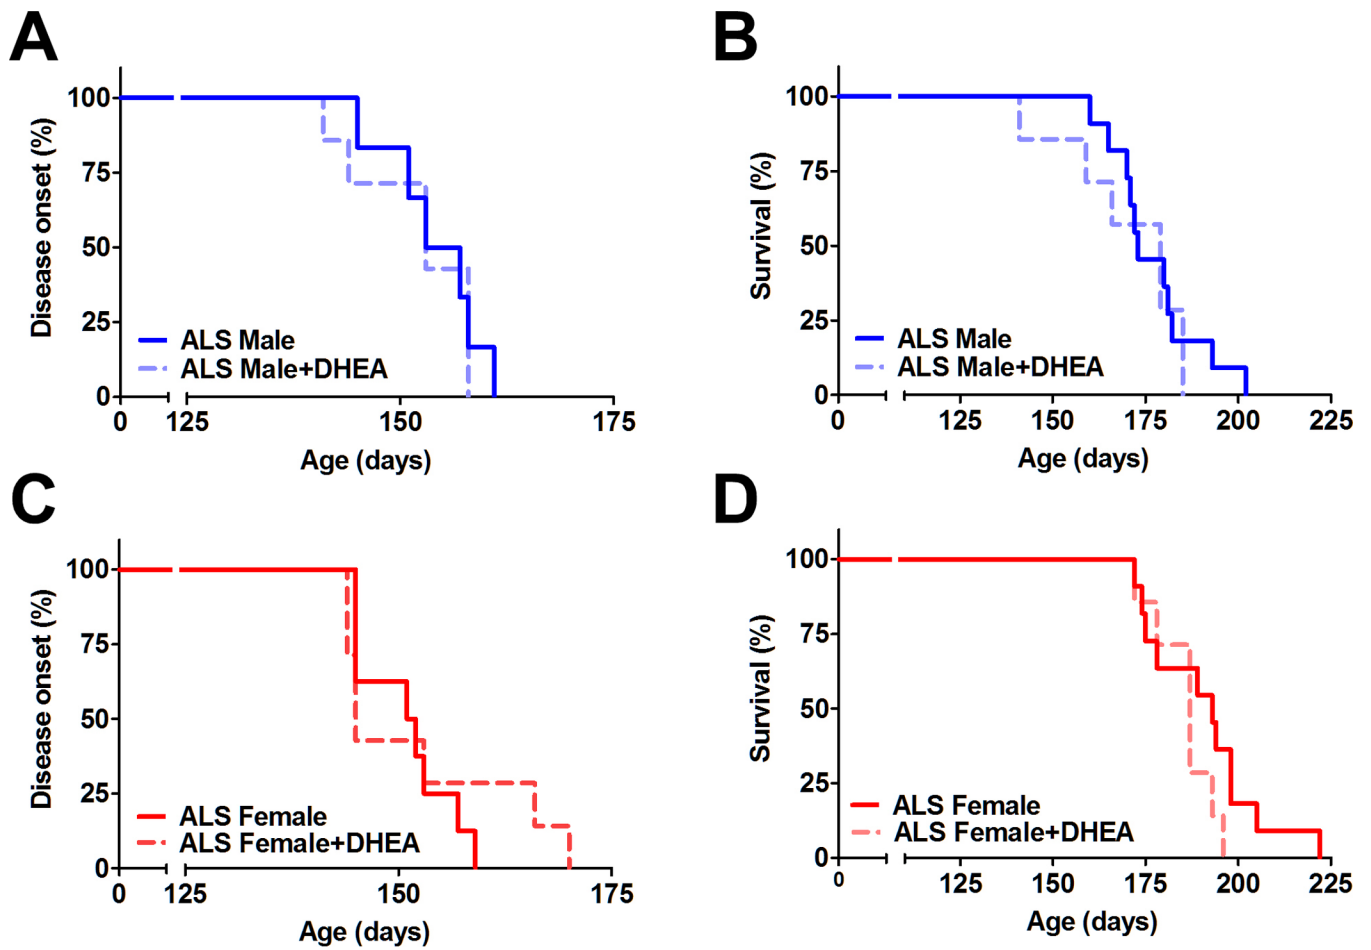 A
Disease onset (%)
100
75
50
25
0
ALS Male
ALS Male+DHEA
0 125 150 175
Age (days)
B
Survival (%)
100
75
50
25
0
ALS Male
ALS Male+DHEA
0 125 150 175 200 225
Age (days)
C
Disease onset (%)
100
75
50
25
0
ALS Female
ALS Female+DHEA
0 125 150 175
Age (days)
D
Survival (%)
100
75
50
25
0
ALS Female
ALS Female+DHEA
0 125 150 175 200 225
Age (days)